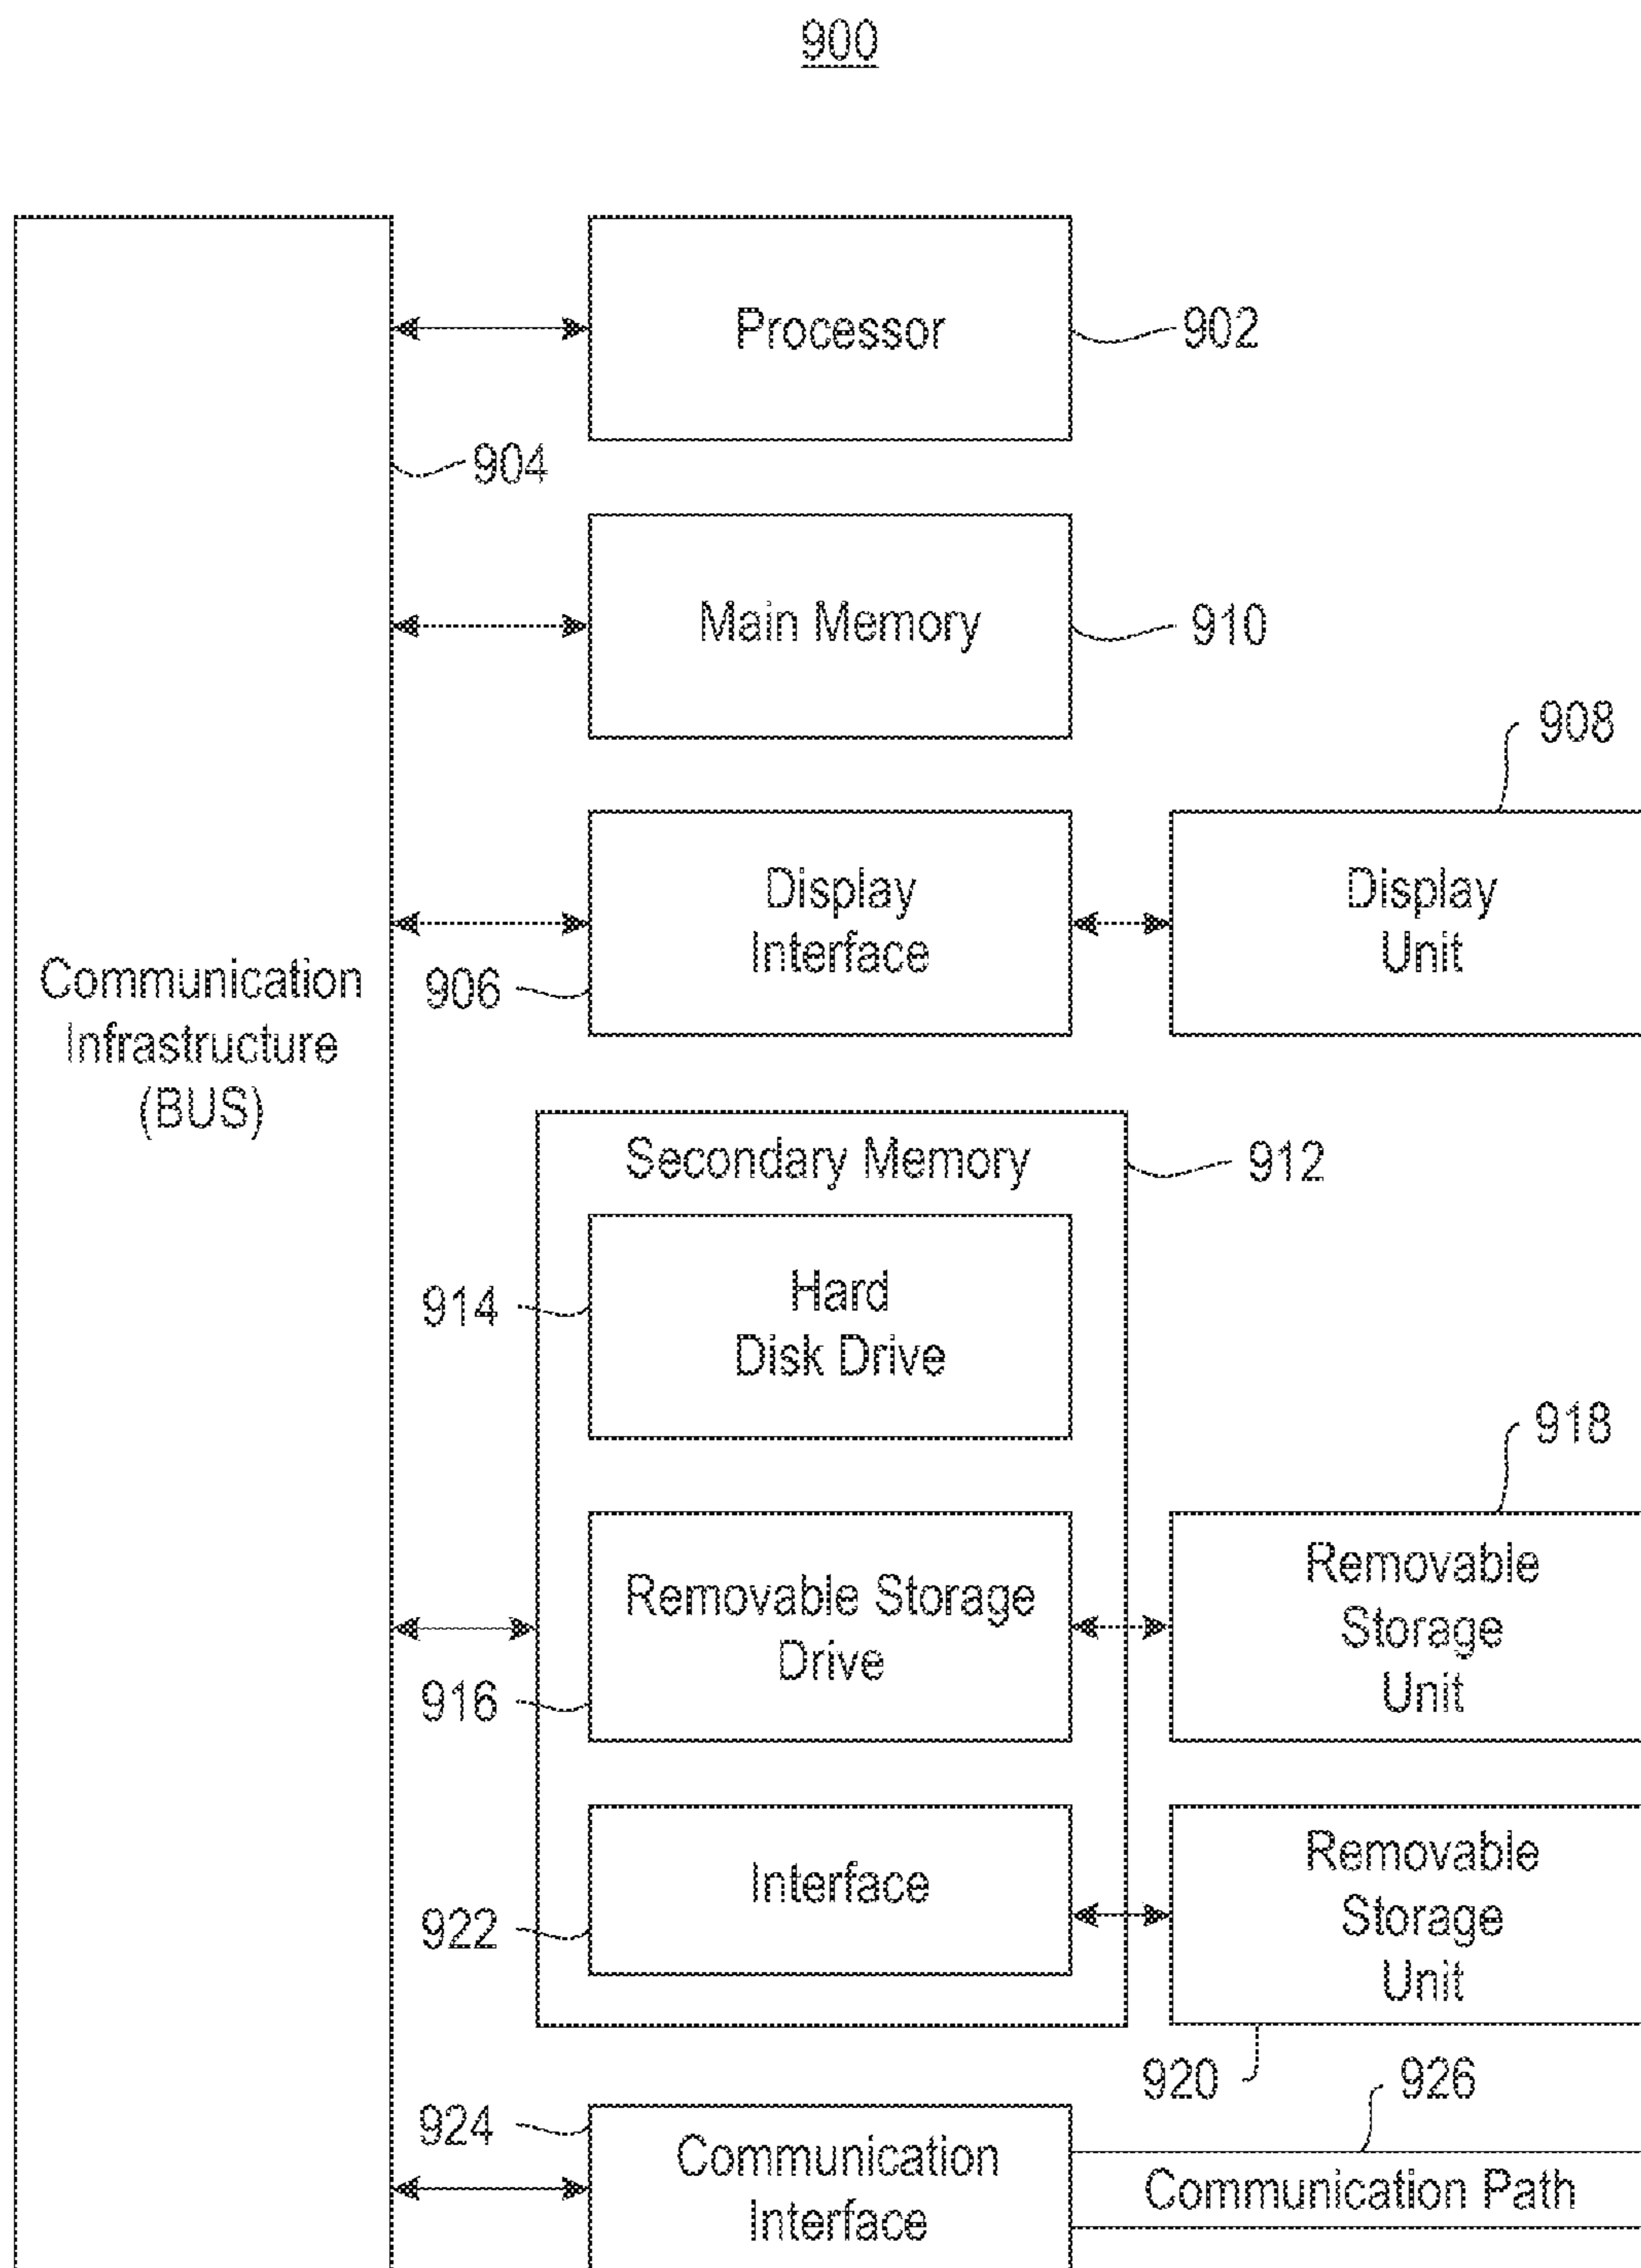 900
Processor
902
904
Main Memory
910
908
Display
Interface
906
Display
Unit
Communication
Infrastructure
(BUS)
Secondary Memory
912
914
Hard
Disk Drive
918
Removable Storage
Drive
916
Removable
Storage
Unit
Interface
922
Removable
Storage
Unit
920
926
924
Communication
Interface
Communication Path